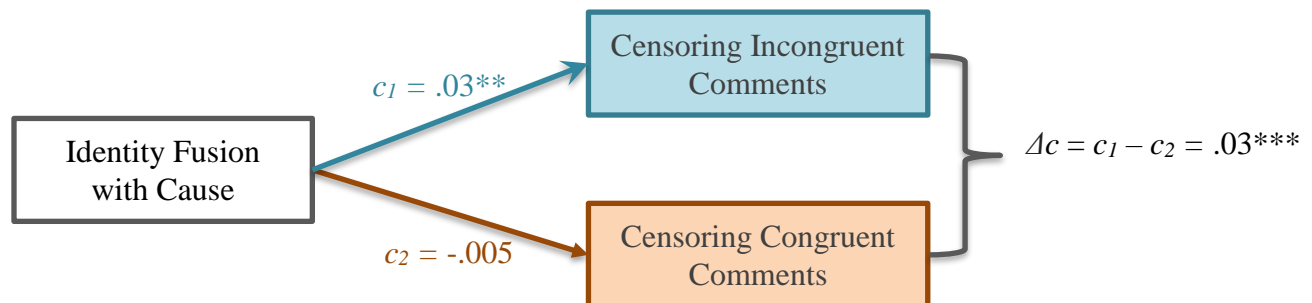 Censoring Incongruent
Comments
c1 = .03**
Identity Fusion
with Cause
Δc = c1 – c2 = .03***
c2 = -.005
Censoring Congruent
Comments